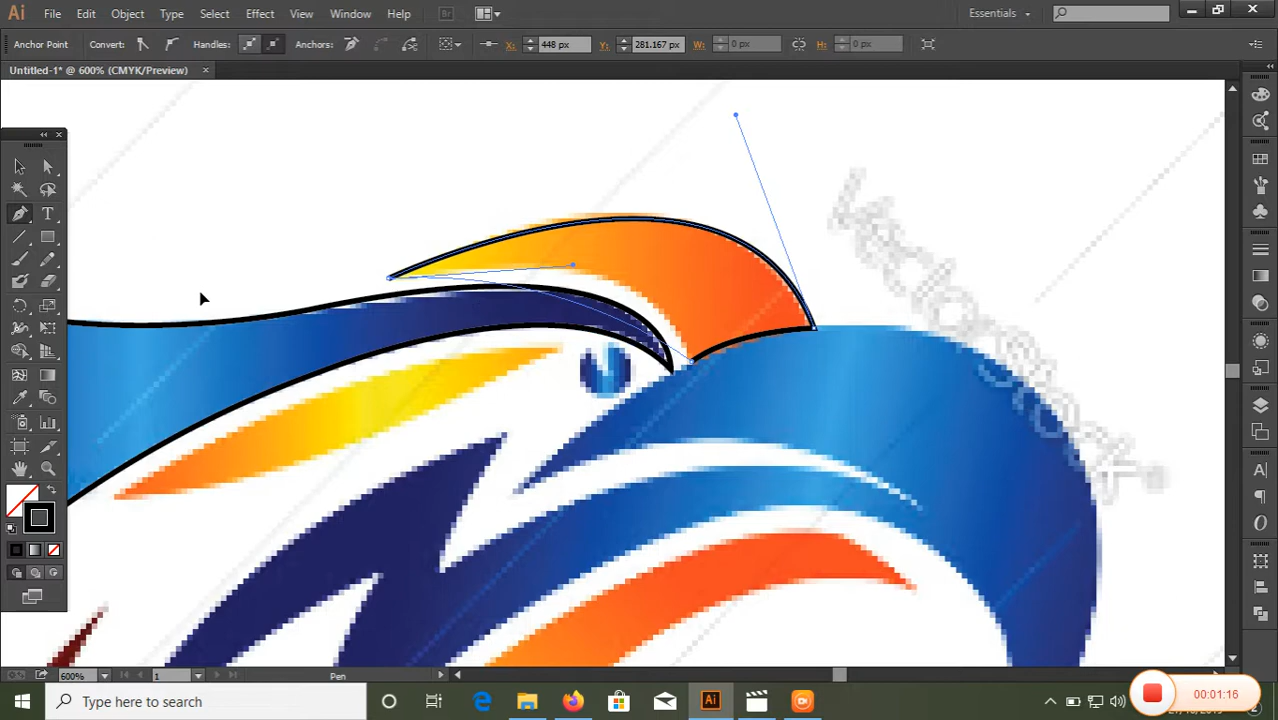 Ai File Edit Object Type Select Effect View Window Help Br Essentials
Anchor Point Convert: Handles: Anchors: X: 448 px Y: 281.167 px W: 0 px H: 0 px
Untitled-1* @ 600% (CMYK/Preview) ×
600% 1 Pen
Type here to search Ai 00:01:16